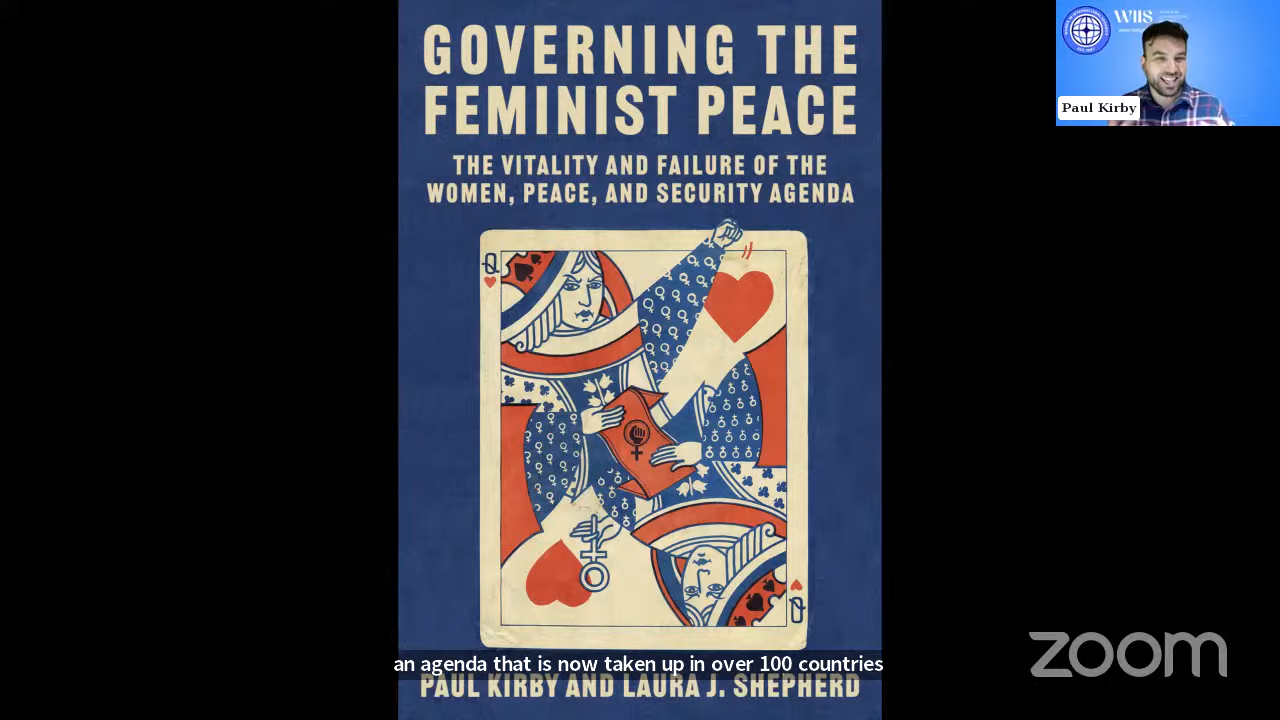 GOVERNING THE
FEMINIST PEACE
THE VITALITY AND FAILURE OF THE
WOMEN, PEACE, AND SECURITY AGENDA
Q
Q
an agenda that is now taken up in over 100 countries
PAUL KIRBY AND LAURA J. SHEPHERD
WIIS
Paul Kirby
zoom